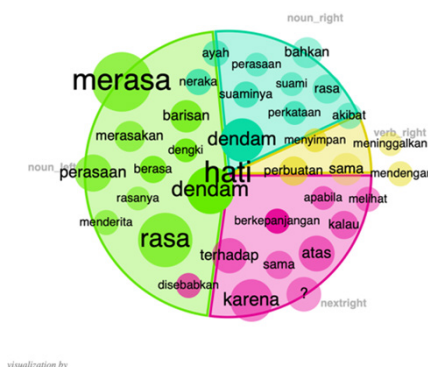 noun_right
ayah
bahkan
perasaan
merasa
neraka
suaminya
suami
rasa
barisan
perkataan
akibat
merasakan
dendam
menyimpan
verb_right
meninggalkan
dengki
noun_left
perasaan
berasa
hati
perbuatan
sama
mendengar
dendam
rasanya
apabila
melihat
menderita
berkepanjangan
kalau
rasa
terhadap
atas
sama
disebabkan
karena
?
nextright
visualization by